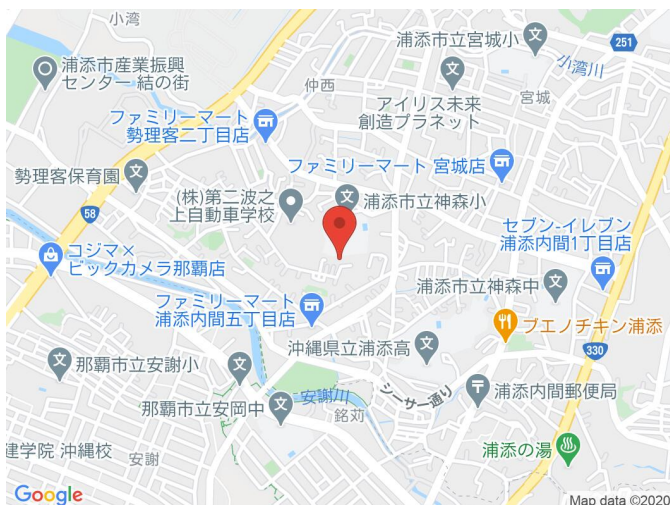 小湾
浦添市立宮城小
251
浦添市産業振興
センター 結の街
小湾川
仲西
宮城
アイリス未来
創造プラネット
ファミリーマート
勢理客二丁目店
ファミリーマート 宮城店
勢理客保育園
(株)第二波之
上自動車学校
浦添市立神森小
58
セブン-イレブン
浦添内間1丁目店
コジマ×
ビックカメラ那覇店
浦添市立神森中
ファミリーマート
浦添内間五丁目店
ブエノチキン浦添
沖縄県立浦添高
330
那覇市立安謝小
シーサー通り
安謝川
那覇市立安岡中
銘苅
浦添内間郵便局
建学院 沖縄校
安謝
浦添の湯
Google
Map data ©2020